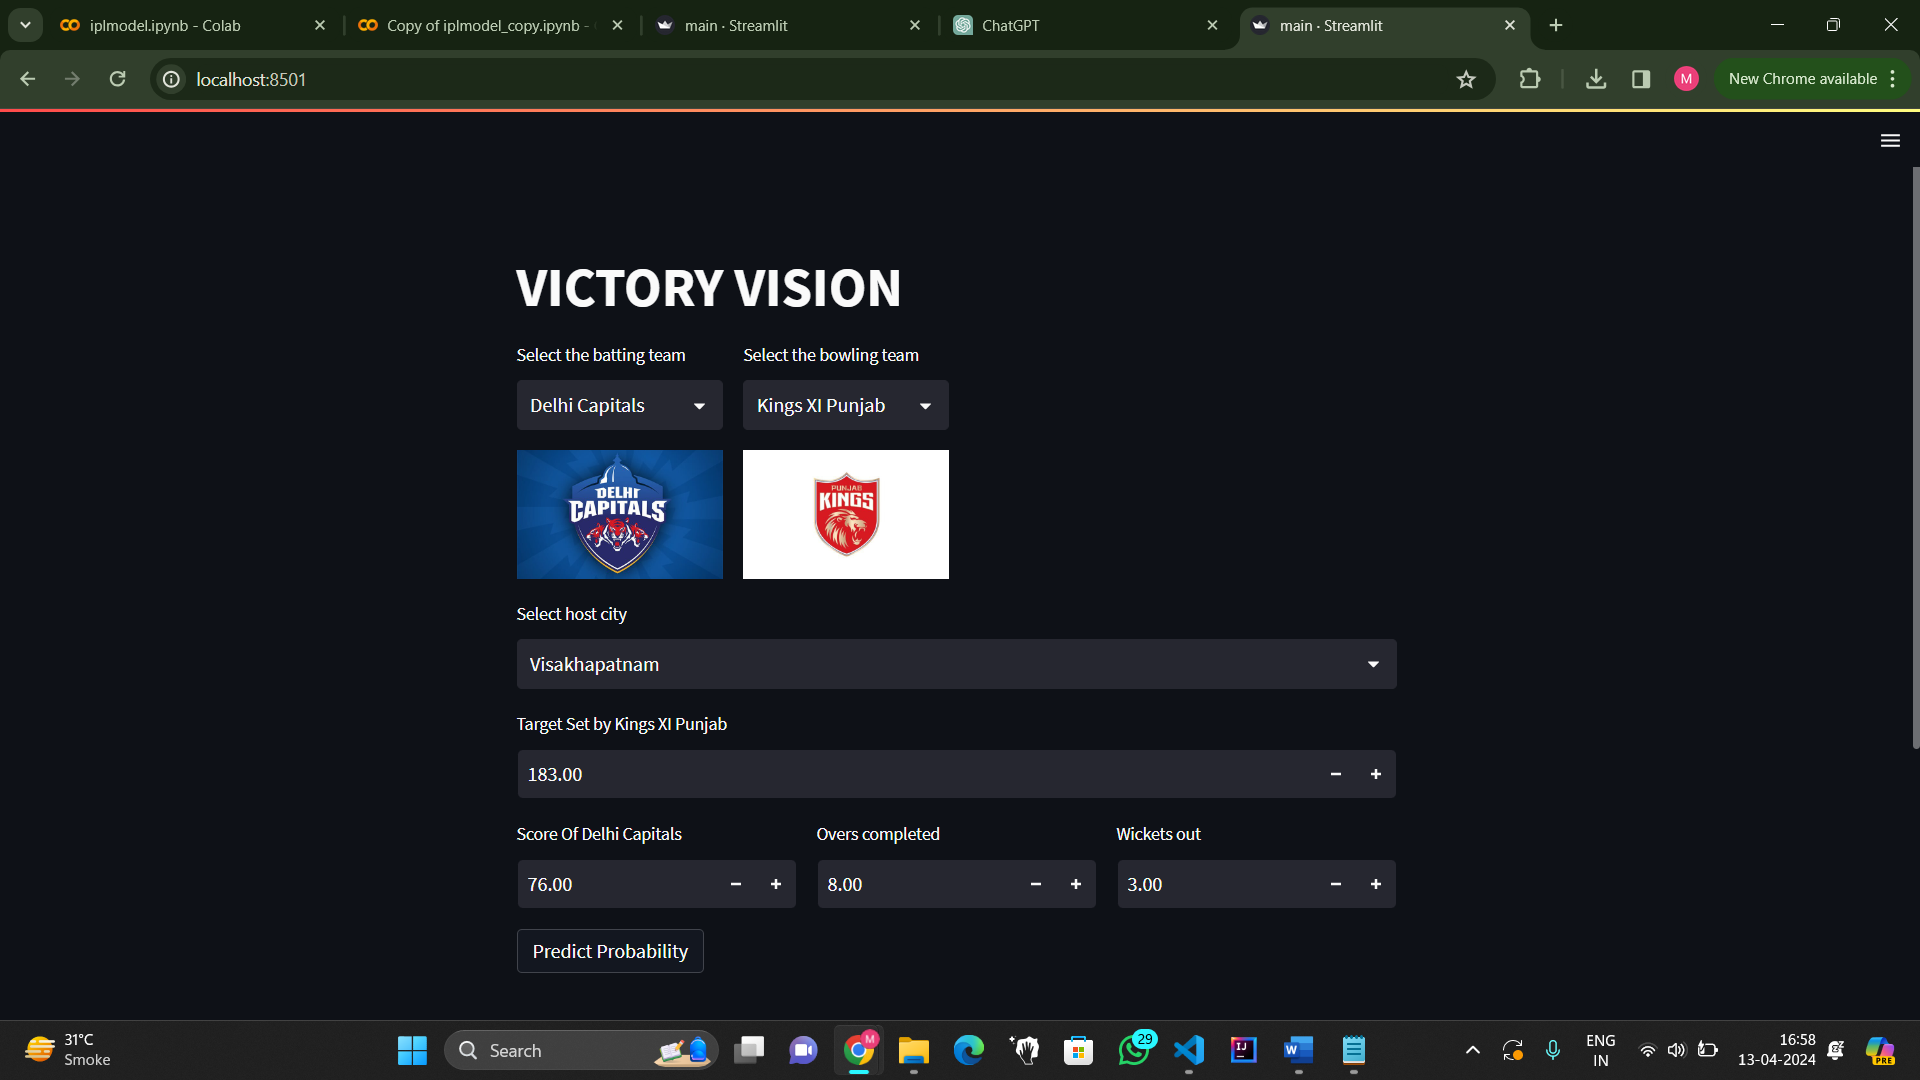 iplmodel.ipynb - Colab
Copy of iplmodel_copy.ipynb -
main · Streamlit
ChatGPT
main · Streamlit
localhost:8501
M
New Chrome available
VICTORY VISION
Select the batting team
Select the bowling team
Delhi Capitals
Kings XI Punjab
DELHI
CAPITALS
PUNJAB
KINGS
Select host city
Visakhapatnam
Target Set by Kings XI Punjab
183.00
Score Of Delhi Capitals
Overs completed
Wickets out
76.00
8.00
3.00
Predict Probability
31°C
Smoke
Search
M
29
IJ
W
PRE
ENG
IN
16:58
13-04-2024